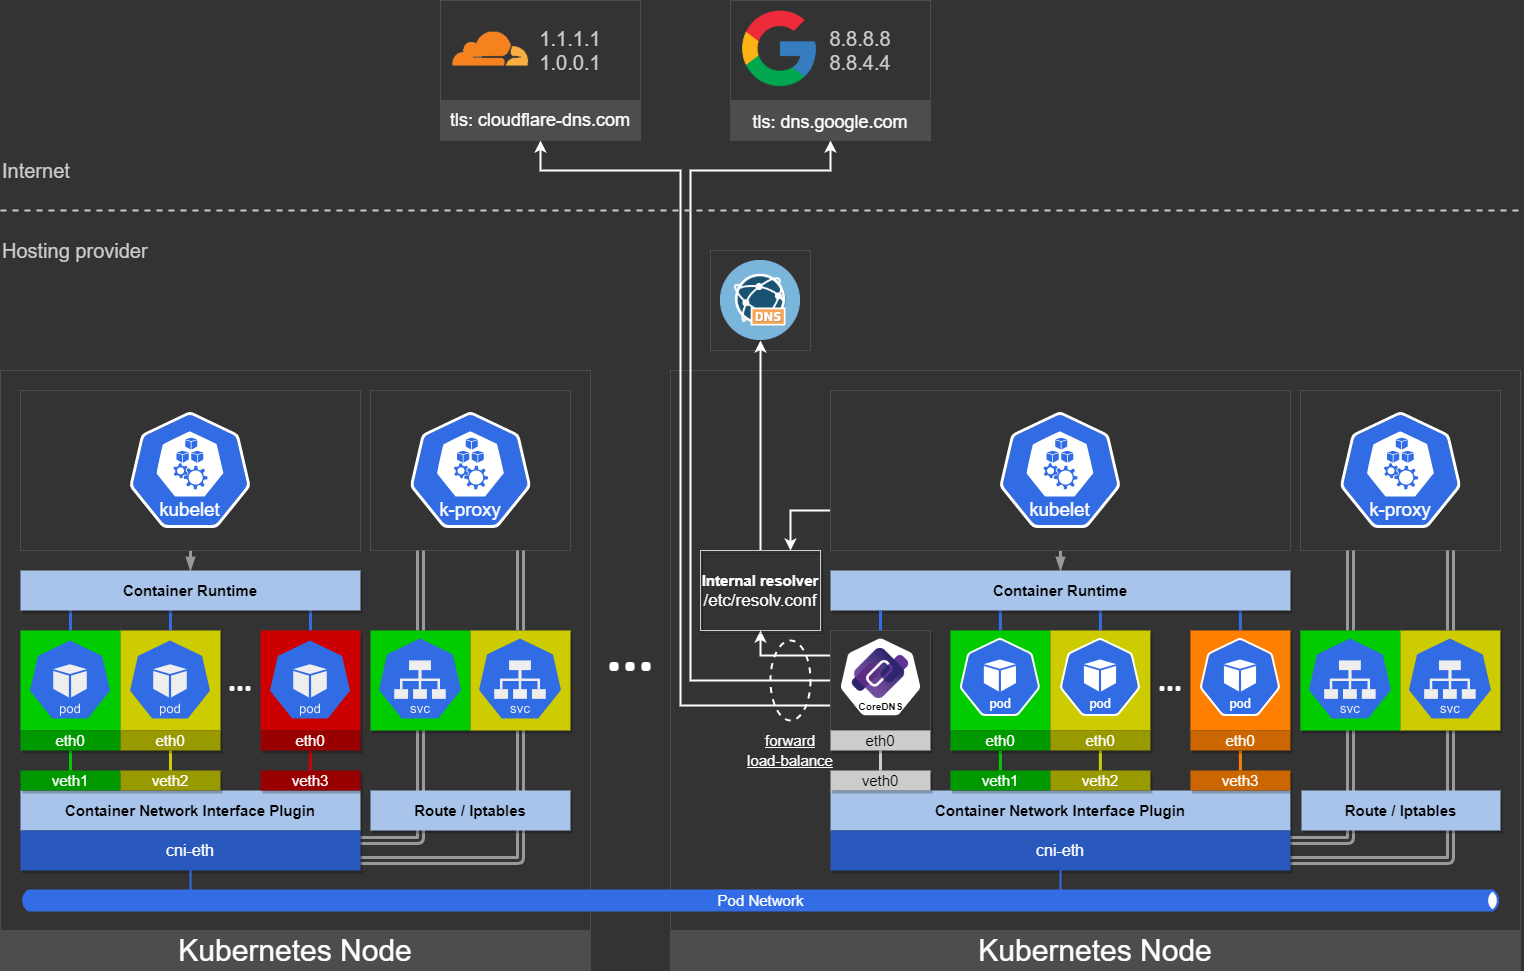 1.1.1.1
1.0.0.1
8.8.8.8
8.8.4.4
tls: cloudflare-dns.com
tls: dns.google.com
Internet
Hosting provider
DNS
kubelet
k-proxy
kubelet
k-proxy
Internal resolver
/etc/resolv.conf
Container Runtime
Container Runtime
pod
pod
...
pod
svc
svc
...
CoreDNS
pod
pod
...
pod
svc
svc
eth0
eth0
eth0
forward
load-balance
eth0
eth0
eth0
eth0
veth1
veth2
veth3
veth0
veth1
veth2
veth3
Container Network Interface Plugin
Route / Iptables
Container Network Interface Plugin
Route / Iptables
cni-eth
cni-eth
Pod Network
Kubernetes Node
Kubernetes Node